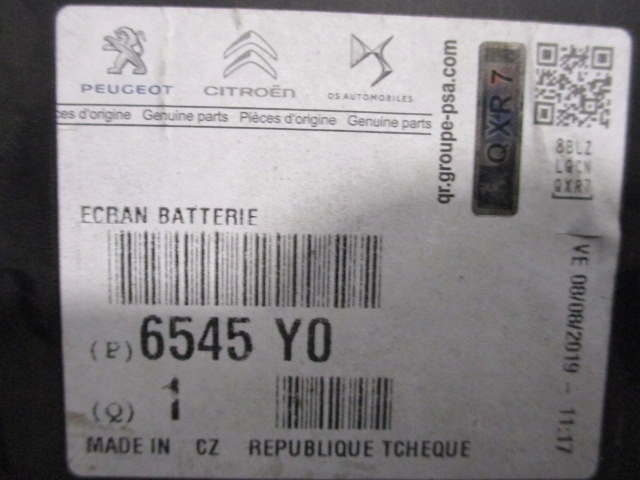 PEUGEOT CITROËN DS AUTOMOBILES
ces d'origine Genuine parts Pièces d'origine Genuine parts
qr.groupe-psa.com
QXR 7
8BLZ
LQCN
QXR7
ECRAN BATTERIE
(P) 6545 Y0
(Q) 1
MADE IN CZ REPUBLIQUE TCHEQUE
VE 08/08/2019 - 11:17